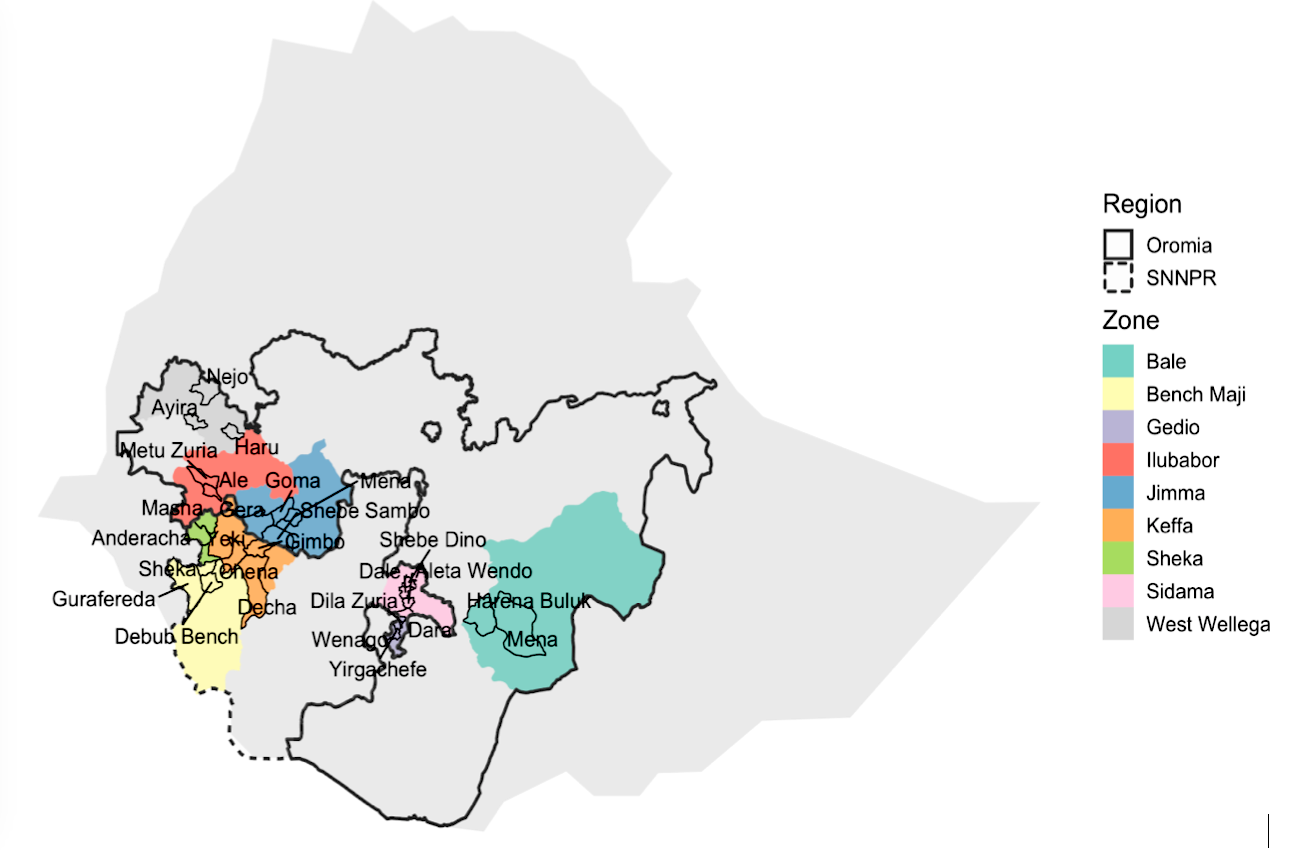 Nejo
Ayira
Metu Zuria
Haru
Ale
Goma
Mena
Masha
Gera
Shebe Sambo
Anderacha
Yeki
Gimbo
Shebe Dino
Sheka
Chena
Dale
Aleta Wendo
Gurafereda
Decha
Dila Zuria
Harena Buluk
Debub Bench
Wenago
Dara
Mena
Yirgachefe
Region
Oromia
SNNPR
Zone
Bale
Bench Maji
Gedio
Ilubabor
Jimma
Keffa
Sheka
Sidama
West Wellega